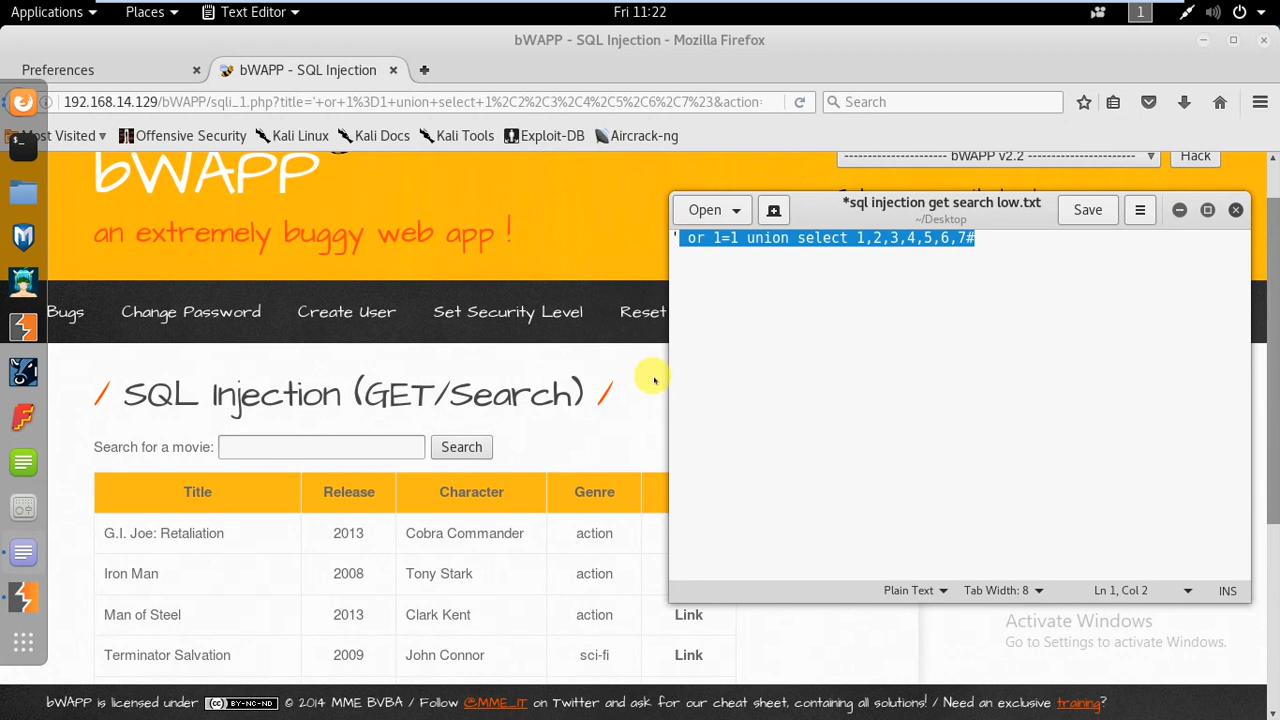 Applications Places Text Editor Fri 11:22 1
bWAPP - SQL Injection - Mozilla Firefox
Preferences bWAPP - SQL Injection
192.168.14.129/bWAPP/sqli_1.php?title='+or+1%3D1+union+select+1%2C2%2C3%2C4%2C5%2C6%2C7%23&action= Search
Most Visited Offensive Security Kali Linux Kali Docs Kali Tools Exploit-DB Aircrack-ng
bWAPP
---------------------- bWAPP v2.2 ----------------------- Hack
an extremely buggy web app !
Open *sql injection get search low.txt Save
~/Desktop
' or 1=1 union select 1,2,3,4,5,6,7#
Bugs Change Password Create User Set Security Level Reset
/ SQL Injection (GET/Search) /
Search for a movie: Search
Title Release Character Genre
G.I. Joe: Retaliation 2013 Cobra Commander action
Iron Man 2008 Tony Stark action
Plain Text Tab Width: 8 Ln 1, Col 2 INS
Man of Steel 2013 Clark Kent action Link
Terminator Salvation 2009 John Connor sci-fi Link
Activate Windows
Go to Settings to activate Windows.
bWAPP is licensed under cc BY-NC-ND © 2014 MME BVBA / Follow @MME_IT on Twitter and ask for our cheat sheet, containing all solutions! / Need an exclusive training?